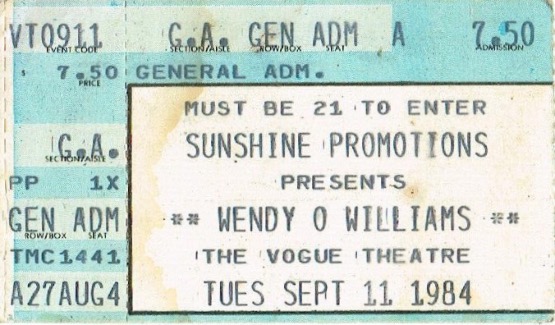 VT0911 G.A. GEN ADM A 7.50
EVENT CODE SECTION/AISLE ROW/BOX SEAT ADMISSION
$ 7.50 GENERAL ADM.
PRICE
MUST BE 21 TO ENTER
G.A. SUNSHINE PROMOTIONS
SECTION/AISLE
PP 1X PRESENTS
GEN ADM ** WENDY O WILLIAMS **
ROW/BOX SEAT
TMC1441 THE VOGUE THEATRE
A27AUG4 TUES SEPT 11 1984